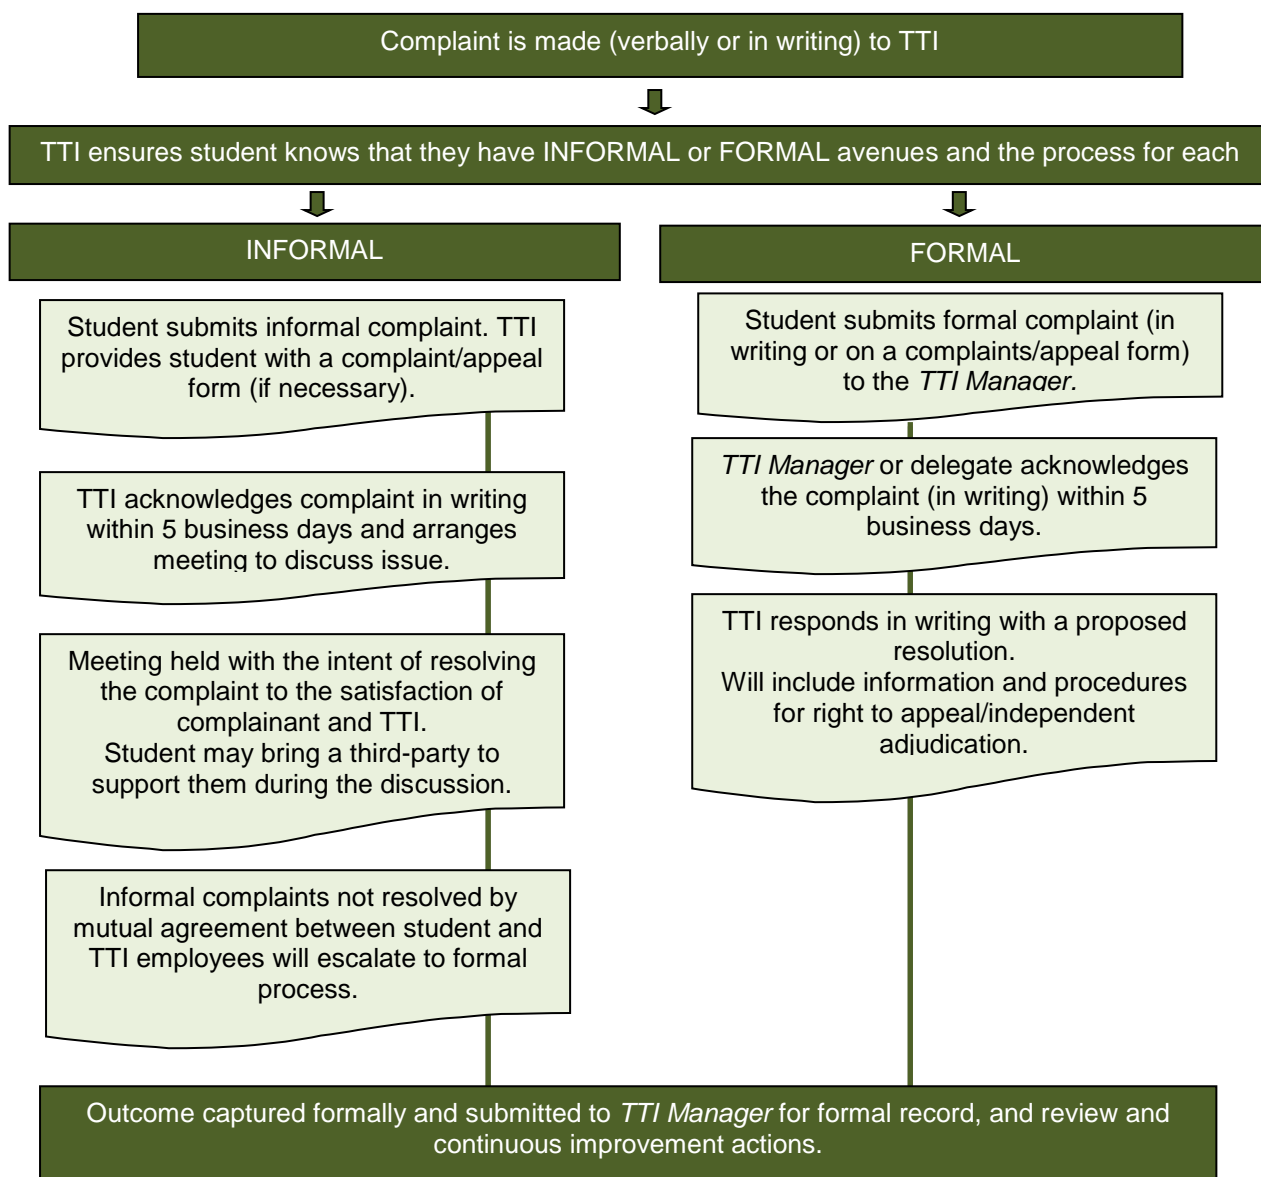 Complaint is made (verbally or in writing) to TTI
TTI ensures student knows that they have INFORMAL or FORMAL avenues and the process for each
INFORMAL
Student submits informal complaint. TTI
provides student with a complaint/appeal
form (if necessary).
TTI acknowledges complaint in writing
within 5 business days and arranges
meeting to discuss issue.
Meeting held with the intent of resolving
the complaint to the satisfaction of
complainant and TTI.
Student may bring a third-party to
support them during the discussion.
Informal complaints not resolved by
mutual agreement between student and
TTI employees will escalate to formal
process.
FORMAL
Student submits formal complaint (in
writing or on a complaints/appeal form)
to the TTI Manager.
TTI Manager or delegate acknowledges
the complaint (in writing) within 5
business days.
TTI responds in writing with a proposed
resolution.
Will include information and procedures
for right to appeal/independent
adjudication.
Outcome captured formally and submitted to TTI Manager for formal record, and review and
continuous improvement actions.